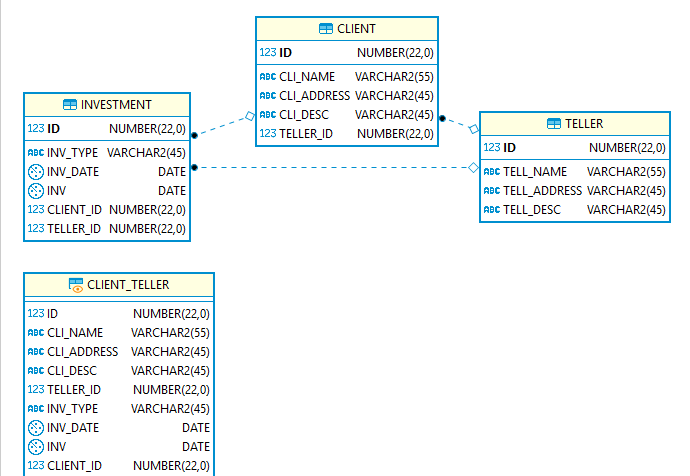 CLIENT
123 ID NUMBER(22,0)
ABC CLI_NAME VARCHAR2(55)
ABC CLI_ADDRESS VARCHAR2(45)
ABC CLI_DESC VARCHAR2(45)
123 TELLER_ID NUMBER(22,0)
INVESTMENT
123 ID NUMBER(22,0)
ABC INV_TYPE VARCHAR2(45)
INV_DATE DATE
INV DATE
123 CLIENT_ID NUMBER(22,0)
123 TELLER_ID NUMBER(22,0)
TELLER
123 ID NUMBER(22,0)
ABC TELL_NAME VARCHAR2(55)
ABC TELL_ADDRESS VARCHAR2(45)
ABC TELL_DESC VARCHAR2(45)
CLIENT_TELLER
123 ID NUMBER(22,0)
ABC CLI_NAME VARCHAR2(55)
ABC CLI_ADDRESS VARCHAR2(45)
ABC CLI_DESC VARCHAR2(45)
123 TELLER_ID NUMBER(22,0)
ABC INV_TYPE VARCHAR2(45)
INV_DATE DATE
INV DATE
123 CLIENT_ID NUMBER(22,0)